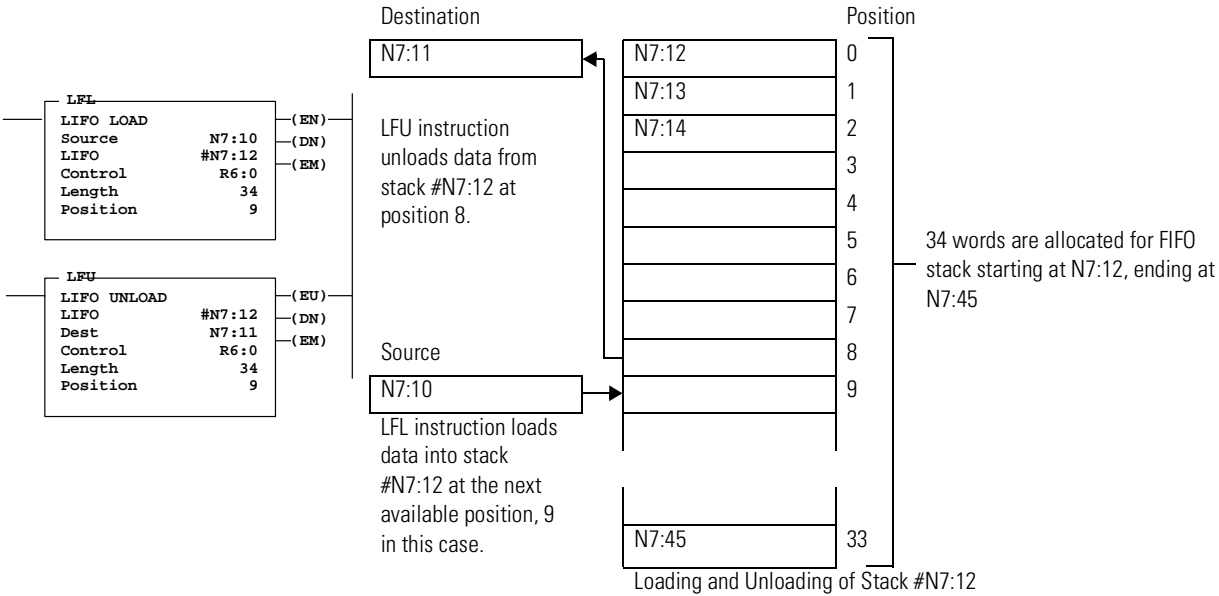 Destination
Position
N7:11
LFL
LIFO LOAD
Source N7:10
LIFO #N7:12
Control R6:0
Length 34
Position 9
(EN)
(DN)
(EM)
LFU instruction
unloads data from
stack #N7:12 at
position 8.
LFU
LIFO UNLOAD
LIFO #N7:12
Dest N7:11
Control R6:0
Length 34
Position 9
(EU)
(DN)
(EM)
Source
N7:10
LFL instruction loads
data into stack
#N7:12 at the next
available position, 9
in this case.
N7:12 0
N7:13 1
N7:14 2
3
4
5
6
7
8
9
N7:45 33
34 words are allocated for FIFO
stack starting at N7:12, ending at
N7:45
Loading and Unloading of Stack #N7:12